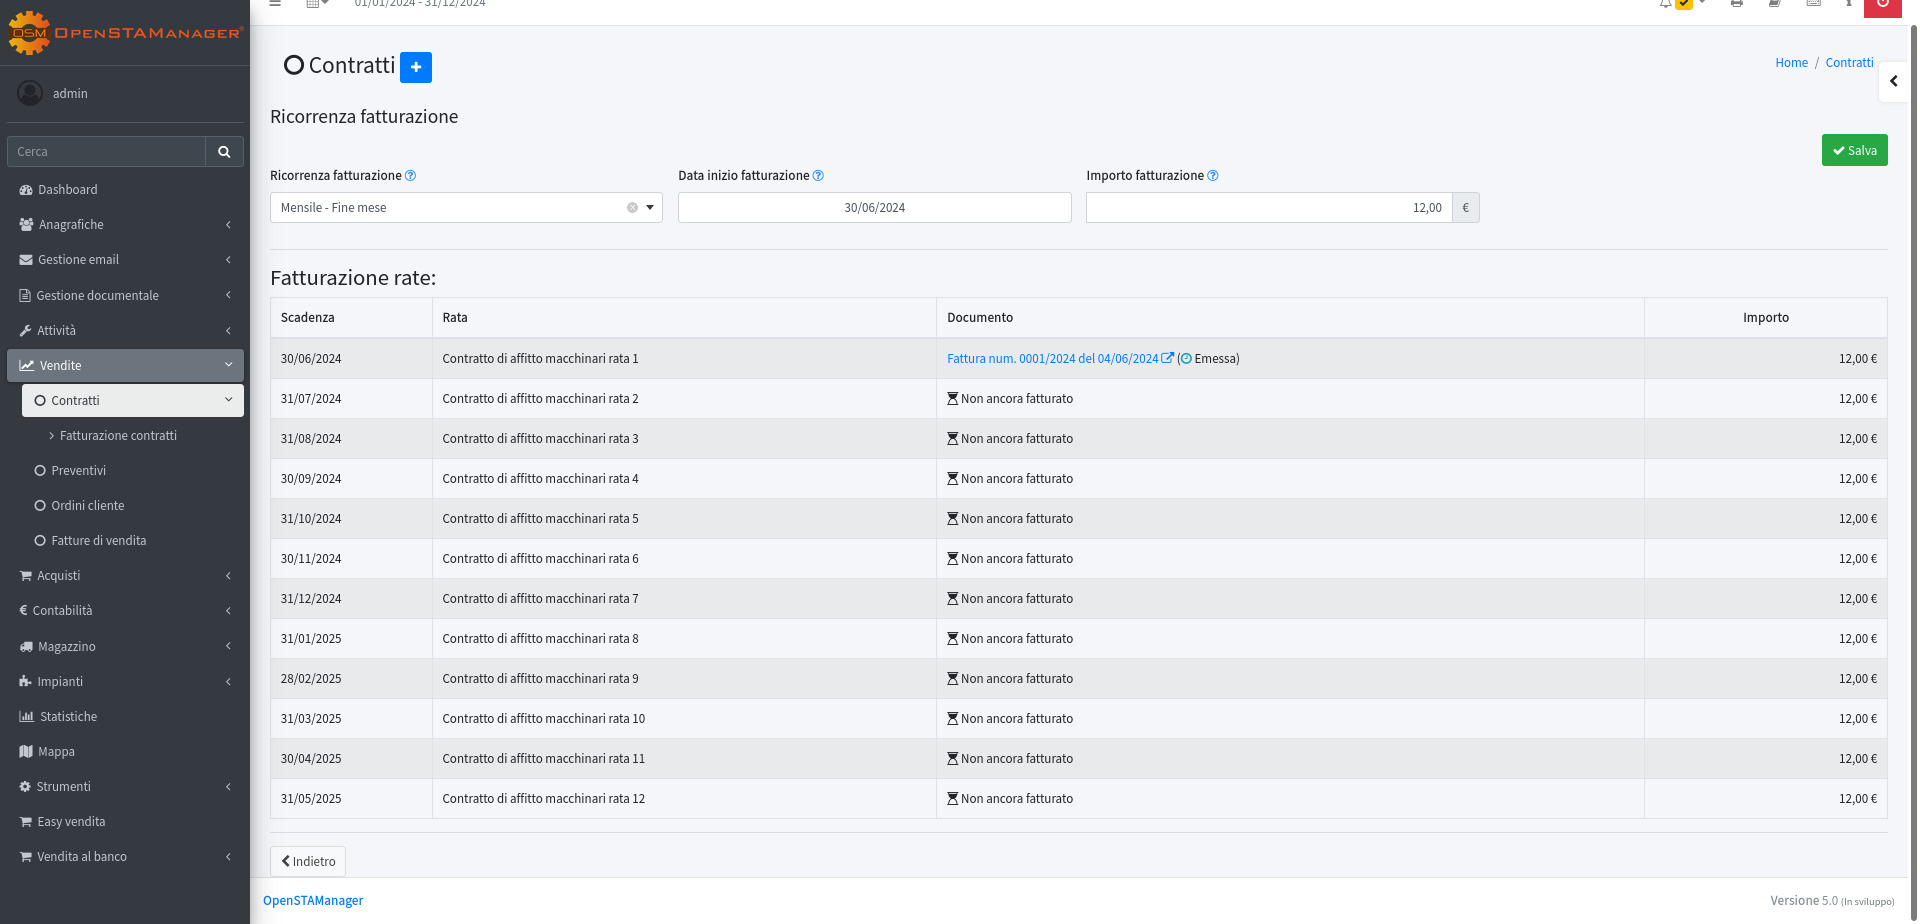 01/01/2024 - 31/12/2024
OSM OPENSTAMANAGER®
admin
Cerca
Dashboard
Anagrafiche
Gestione email
Gestione documentale
Attività
Vendite
Contratti
Fatturazione contratti
Preventivi
Ordini cliente
Fatture di vendita
Acquisti
Contabilità
Magazzino
Impianti
Statistiche
Mappa
Strumenti
Easy vendita
Vendita al banco
Contratti
Home / Contratti
Ricorrenza fatturazione
Salva
Ricorrenza fatturazione Data inizio fatturazione Importo fatturazione
Mensile - Fine mese 30/06/2024 12,00 €
Fatturazione rate:
Scadenza Rata Documento Importo
30/06/2024 Contratto di affitto macchinari rata 1 Fattura num. 0001/2024 del 04/06/2024 ( Emessa) 12,00 €
31/07/2024 Contratto di affitto macchinari rata 2 Non ancora fatturato 12,00 €
31/08/2024 Contratto di affitto macchinari rata 3 Non ancora fatturato 12,00 €
30/09/2024 Contratto di affitto macchinari rata 4 Non ancora fatturato 12,00 €
31/10/2024 Contratto di affitto macchinari rata 5 Non ancora fatturato 12,00 €
30/11/2024 Contratto di affitto macchinari rata 6 Non ancora fatturato 12,00 €
31/12/2024 Contratto di affitto macchinari rata 7 Non ancora fatturato 12,00 €
31/01/2025 Contratto di affitto macchinari rata 8 Non ancora fatturato 12,00 €
28/02/2025 Contratto di affitto macchinari rata 9 Non ancora fatturato 12,00 €
31/03/2025 Contratto di affitto macchinari rata 10 Non ancora fatturato 12,00 €
30/04/2025 Contratto di affitto macchinari rata 11 Non ancora fatturato 12,00 €
31/05/2025 Contratto di affitto macchinari rata 12 Non ancora fatturato 12,00 €
Indietro
OpenSTAManager
Versione 5.0 (In sviluppo)